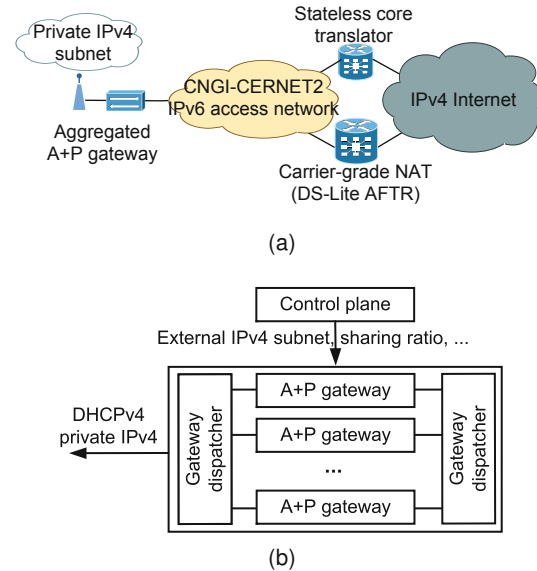 Private IPv4
subnet
Stateless core
translator
CNGI-CERNET2
IPv6 access network
IPv4 Internet
Aggregated
A+P gateway
Carrier-grade NAT
(DS-Lite AFTR)
(a)
Control plane
External IPv4 subnet, sharing ratio, ...
DHCPv4
private IPv4
Gateway
dispatcher
A+P gateway
A+P gateway
...
A+P gateway
Gateway
dispatcher
(b)